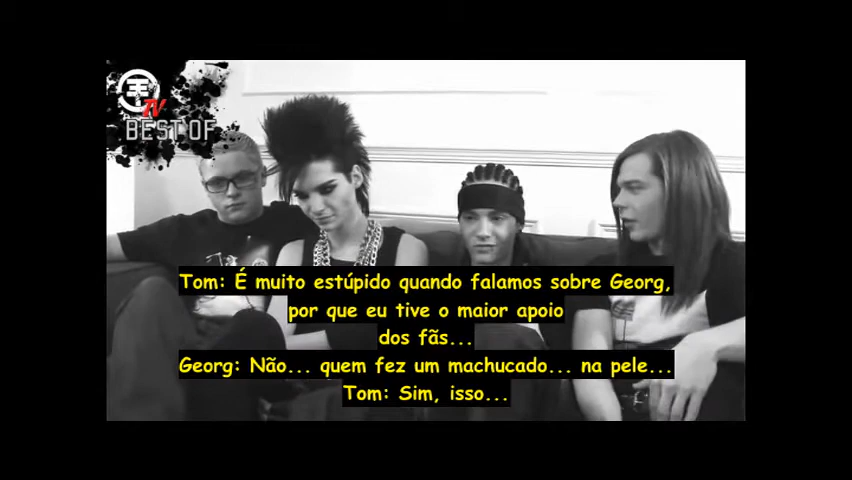 TV
BEST OF
Tom: É muito estúpido quando falamos sobre Georg,
por que eu tive o maior apoio
dos fãs...
Georg: Não... quem fez um machucado... na pele...
Tom: Sim, isso...